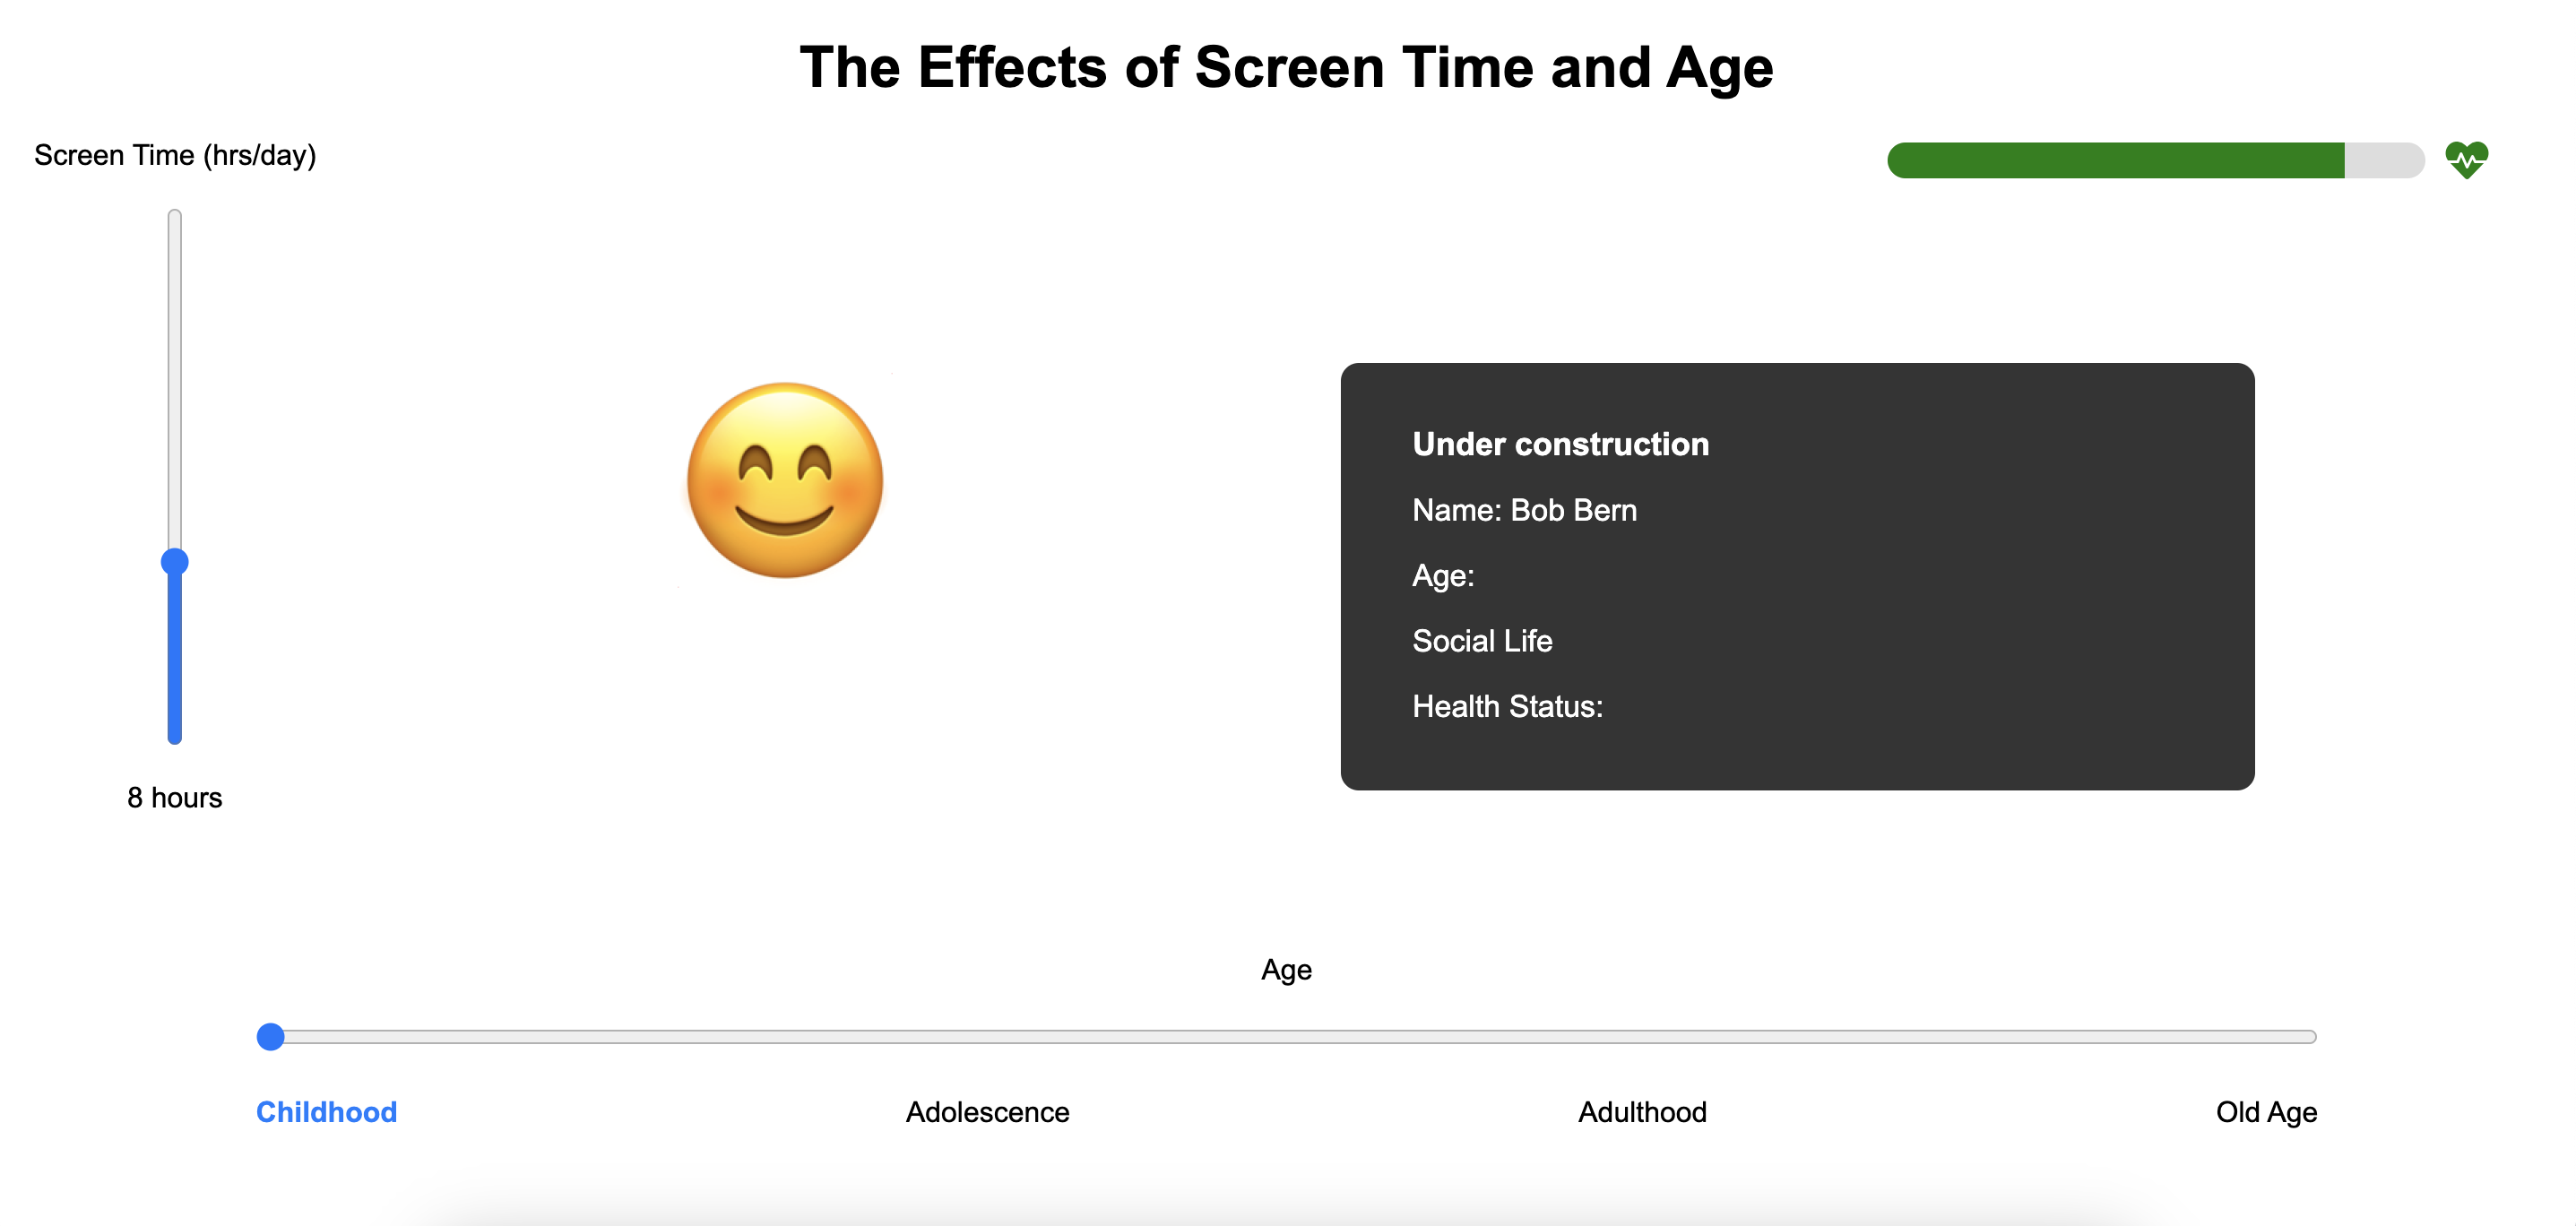 The Effects of Screen Time and Age
Screen Time (hrs/day)
Under construction
Name: Bob Bern
Age:
Social Life
Health Status:
8 hours
Age
Childhood
Adolescence
Adulthood
Old Age